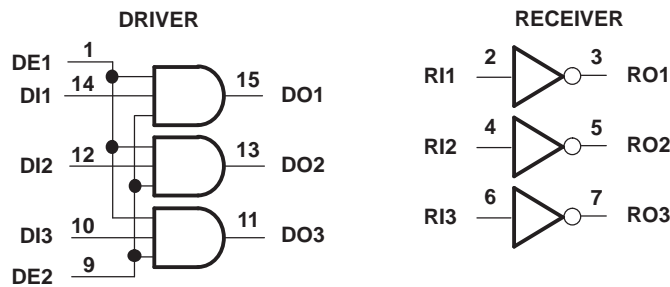 DRIVER
DE1 1
DI1 14 15 DO1
DI2 12 13 DO2
DI3 10 11 DO3
DE2 9
RECEIVER
RI1 2 3 RO1
RI2 4 5 RO2
RI3 6 7 RO3